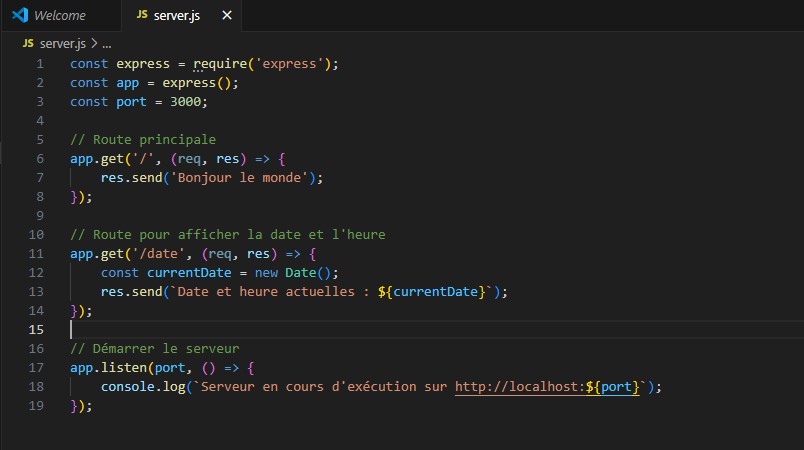 Welcome
JS server.js ×
JS server.js > ...
1 const express = require('express');
2 const app = express();
3 const port = 3000;
4
5 // Route principale
6 app.get('/', (req, res) => {
7     res.send('Bonjour le monde');
8 });
9
10 // Route pour afficher la date et l'heure
11 app.get('/date', (req, res) => {
12     const currentDate = new Date();
13     res.send(`Date et heure actuelles : ${currentDate}`);
14 });
15
16 // Démarrer le serveur
17 app.listen(port, () => {
18     console.log(`Serveur en cours d'exécution sur http://localhost:${port}`);
19 });